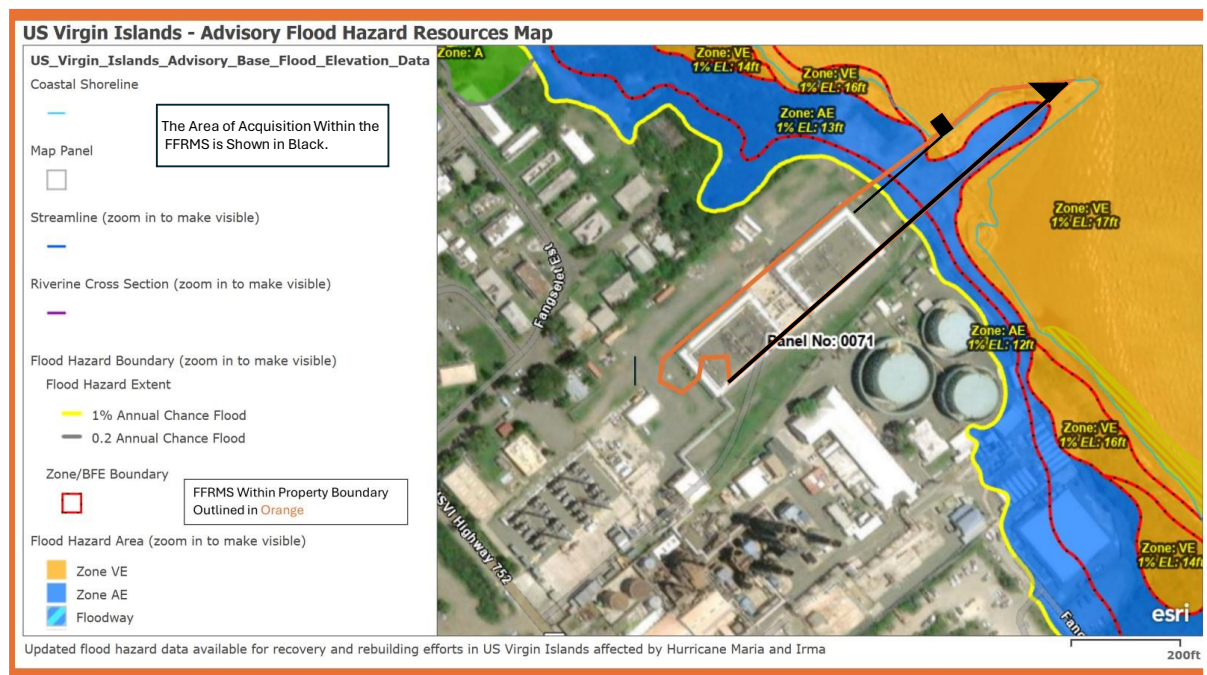 US Virgin Islands - Advisory Flood Hazard Resources Map
US_Virgin_Islands_Advisory_Base_Flood_Elevation_Data
Coastal Shoreline
The Area of Acquisition Within the
FFRMS is Shown in Black.
Map Panel
Streamline (zoom in to make visible)
Riverine Cross Section (zoom in to make visible)
Flood Hazard Boundary (zoom in to make visible)
Flood Hazard Extent
1% Annual Chance Flood
0.2 Annual Chance Flood
Zone/BFE Boundary
FFRMS Within Property Boundary
Outlined in Orange
Flood Hazard Area (zoom in to make visible)
Zone VE
Zone AE
Floodway
Zone: A
Zone: VE
1% EL: 14ft
Zone: VE
1% EL: 16ft
Zone: AE
1% EL: 13ft
Zone: VE
1% EL: 17ft
Fangselet Est
Panel No: 0071
Zone: AE
1% EL: 12ft
Zone: VE
1% EL: 16ft
USVI Highway 752
Zone: VE
1% EL: 14ft
Fang
esri
Updated flood hazard data available for recovery and rebuilding efforts in US Virgin Islands affected by Hurricane Maria and Irma
200ft